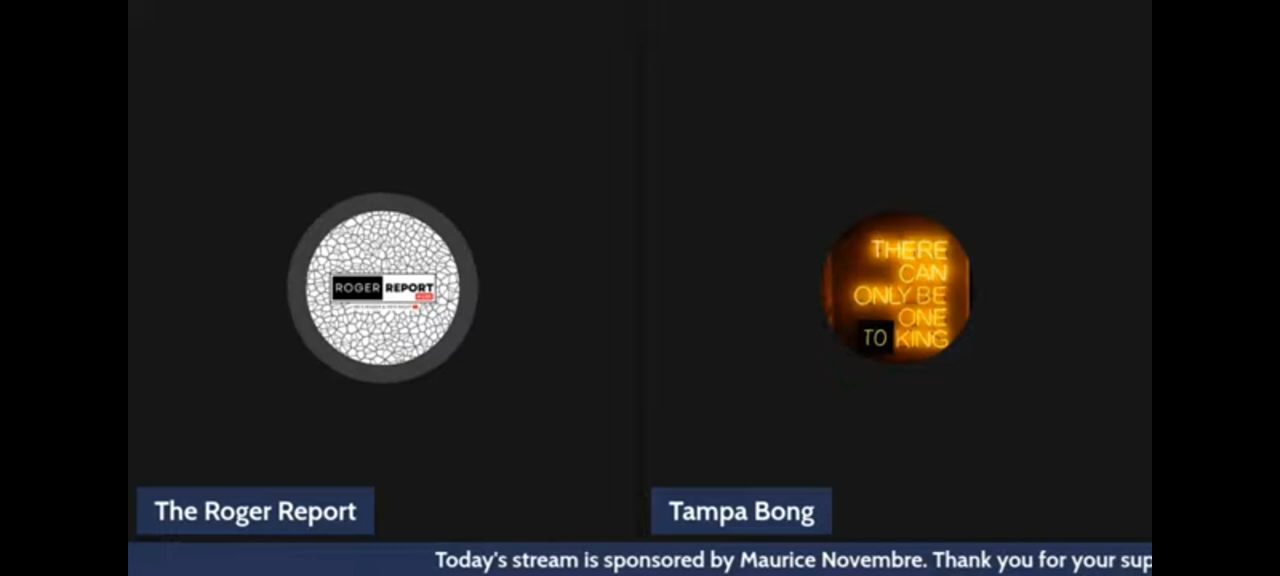 ROGER REPORT
THERE
CAN
ONLY BE
ONE
TO KING
The Roger Report
Tampa Bong
Today's stream is sponsored by Maurice Novembre. Thank you for your sup